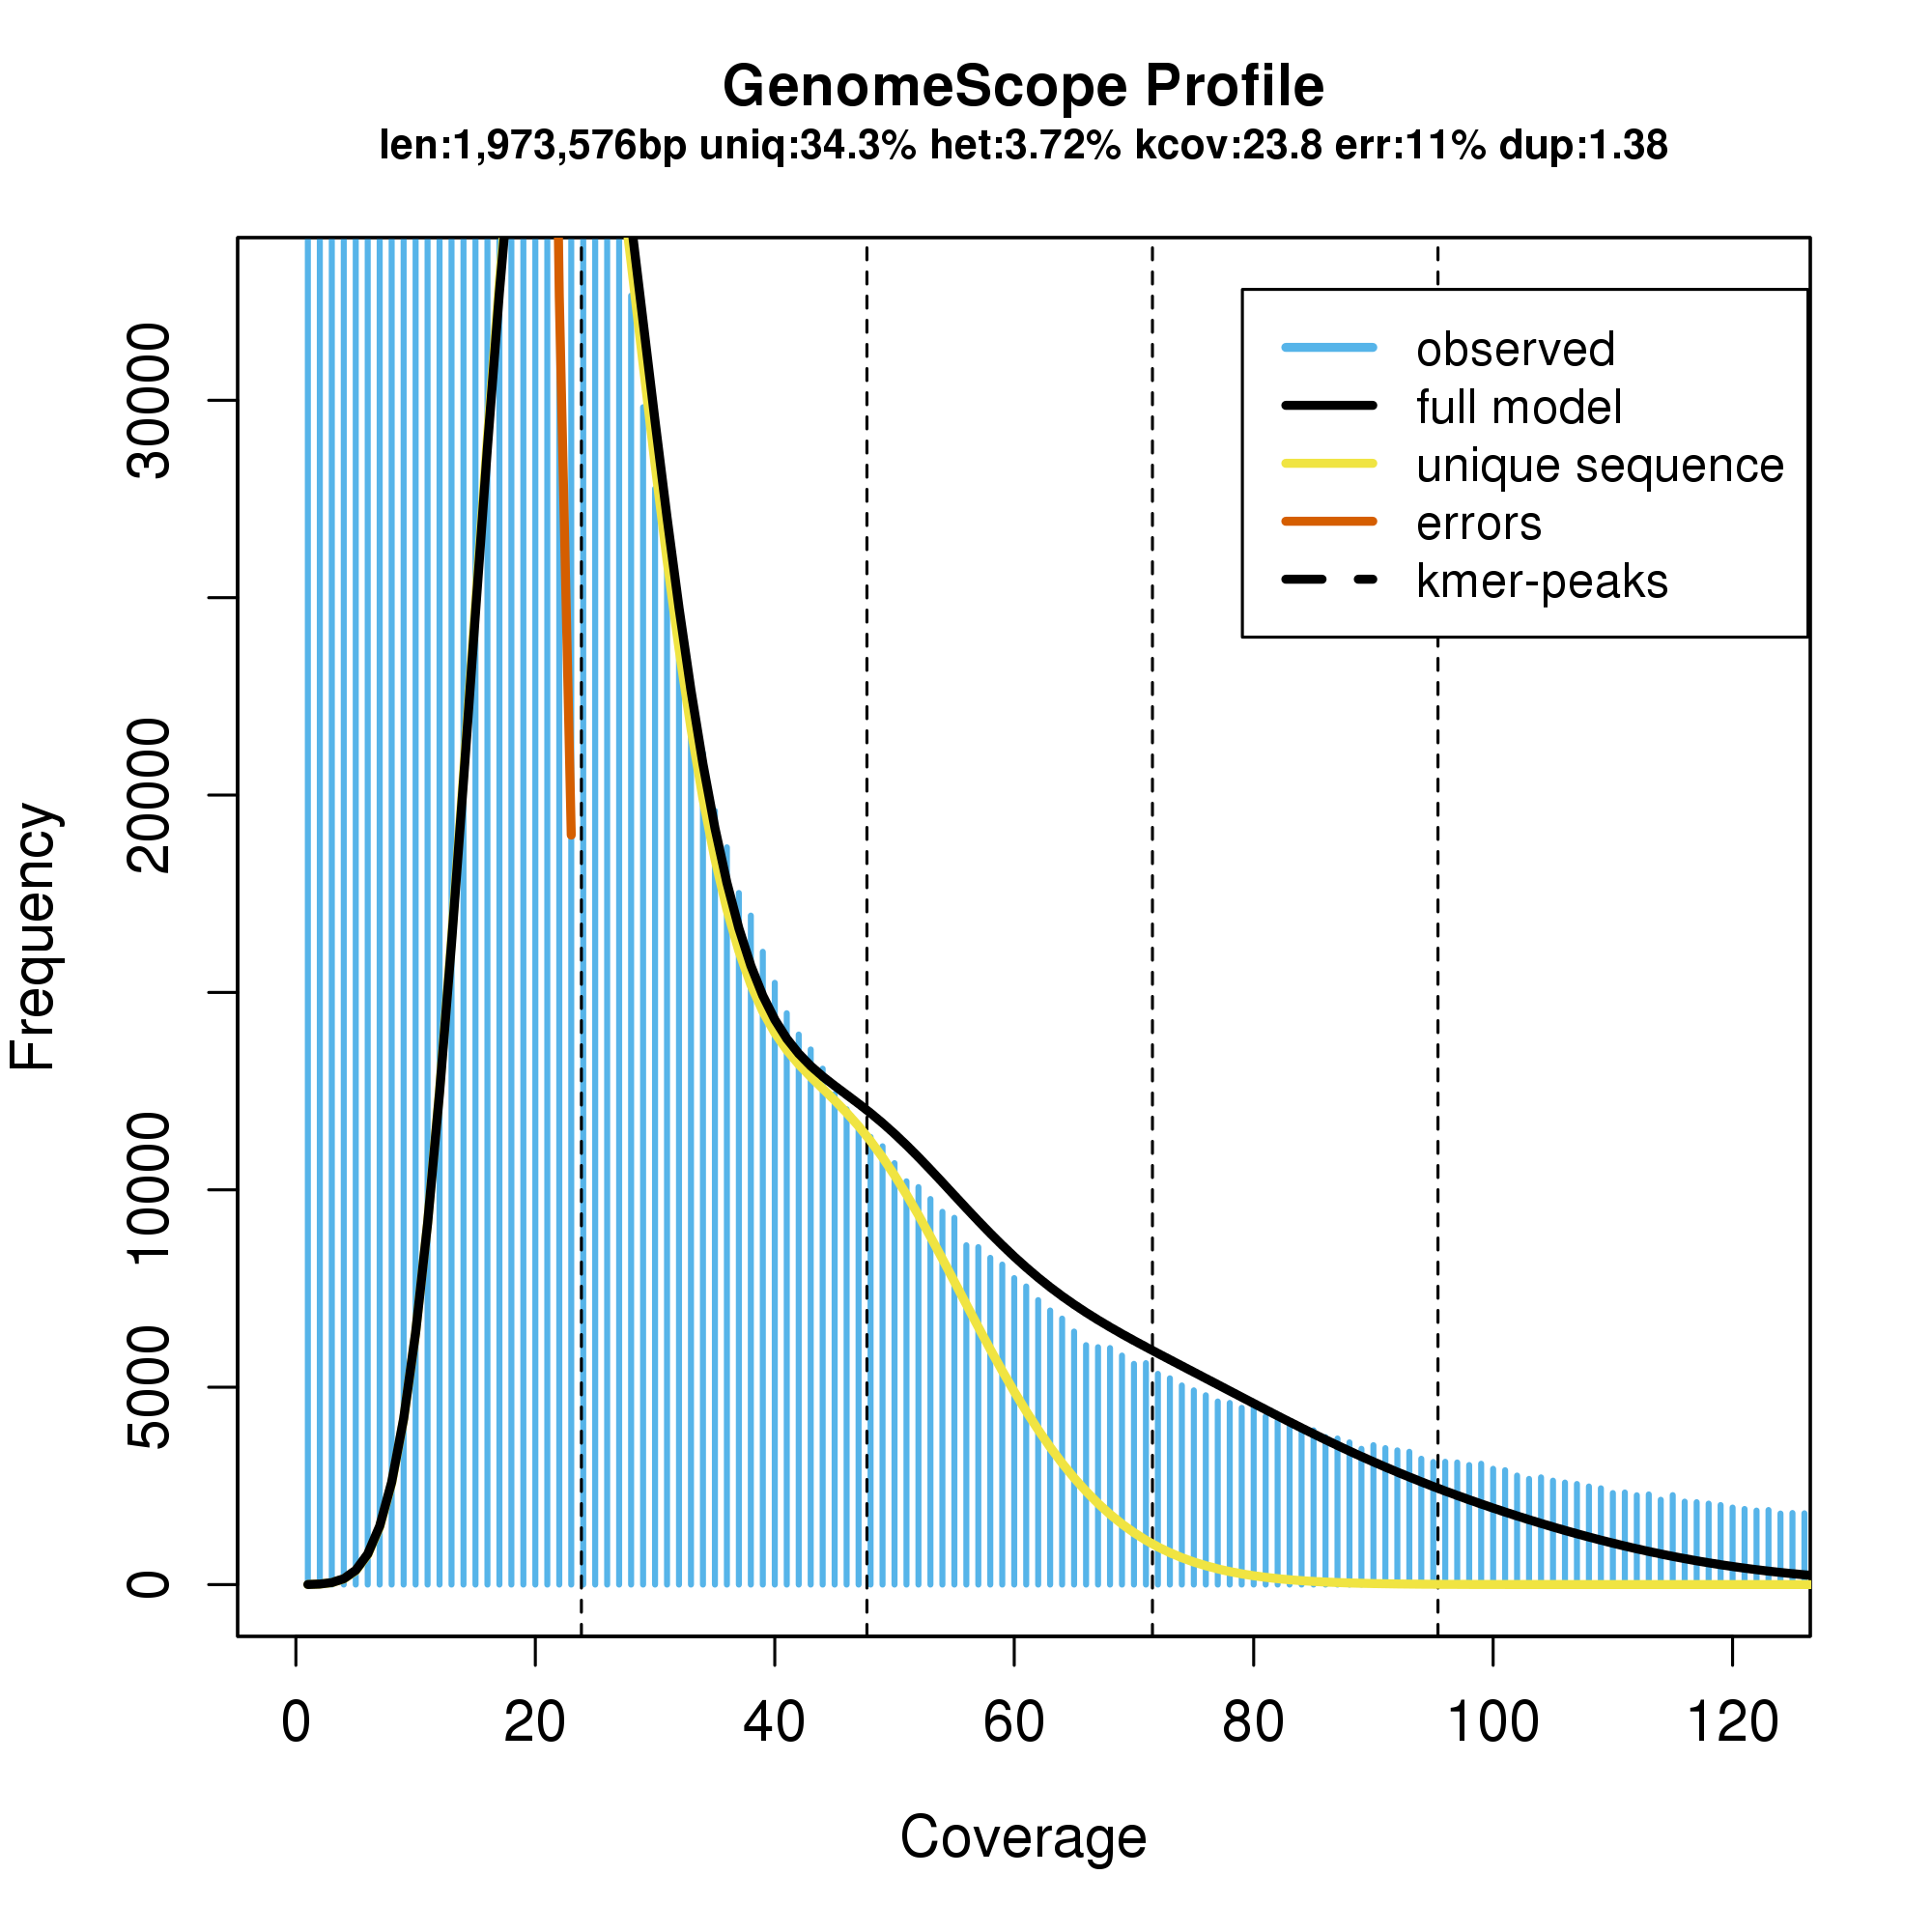 GenomeScope Profile
len:1,973,576bp uniq:34.3% het:3.72% kcov:23.8 err:11% dup:1.38
observed
full model
unique sequence
errors
kmer-peaks
Frequency
30000
20000
10000
5000
0
0 20 40 60 80 100 120
Coverage